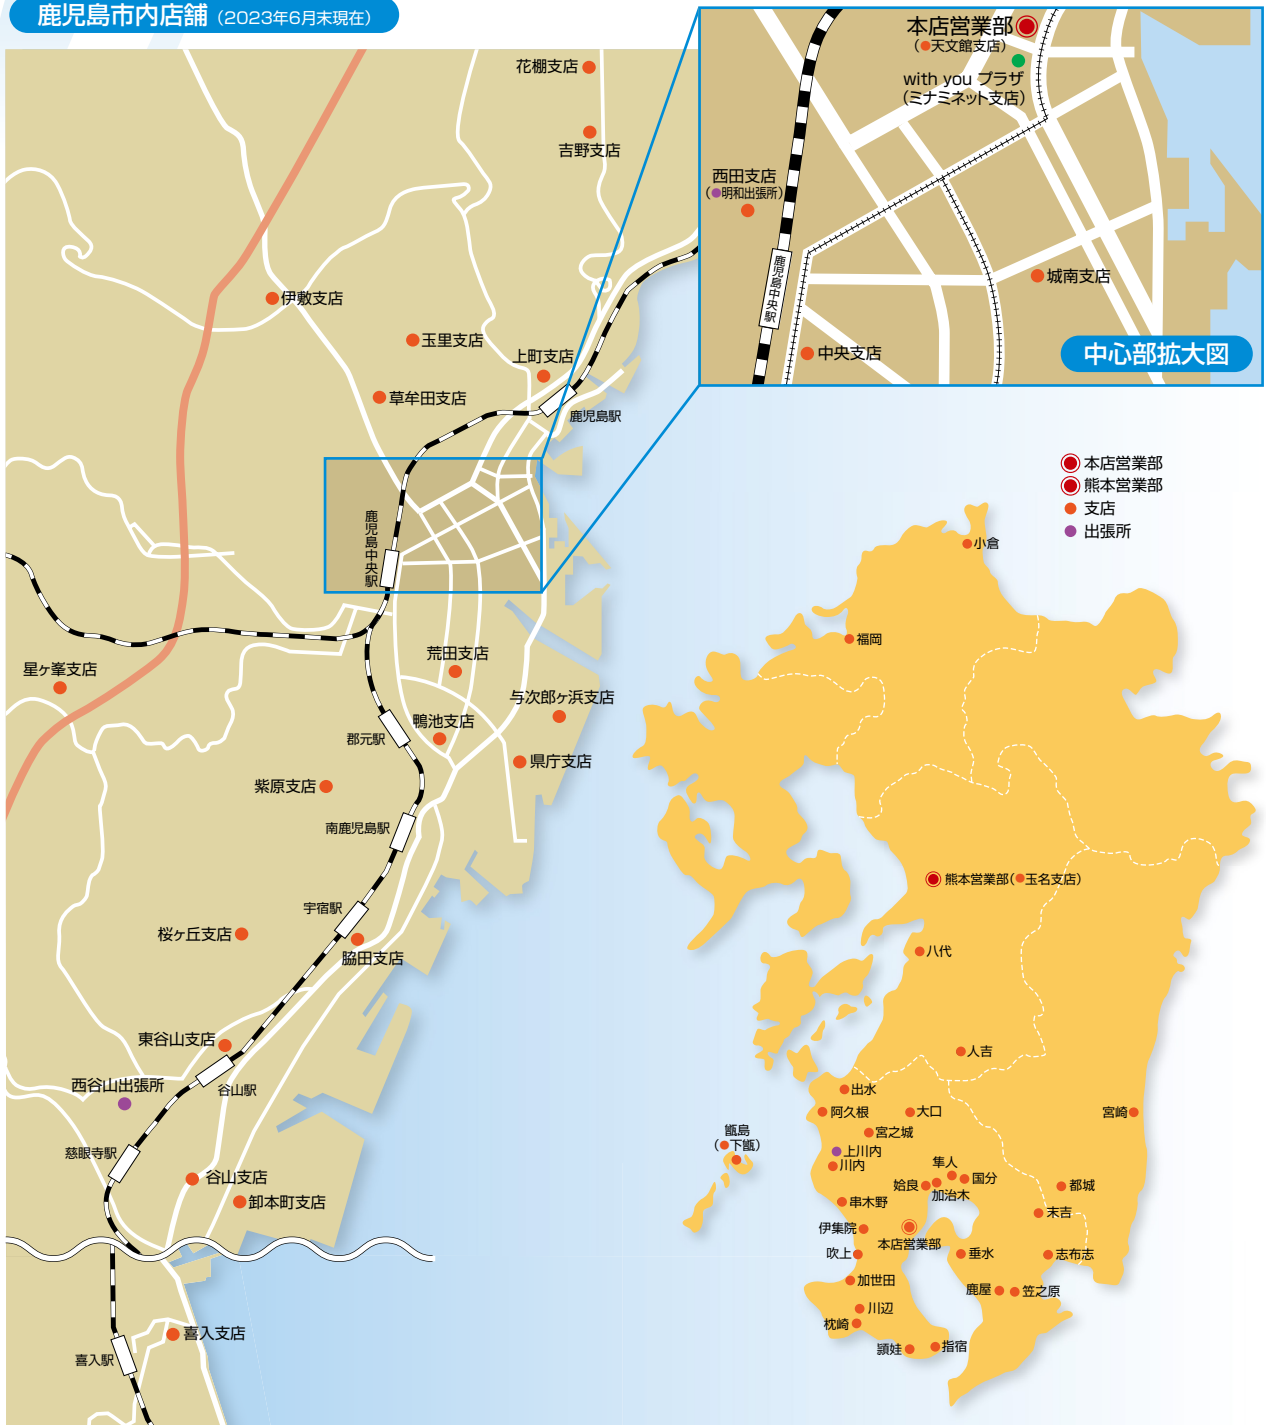 鹿児島市内店舗 (2023年6月末現在)
花棚支店
吉野支店
伊敷支店
玉里支店
上町支店
草牟田支店
鹿児島駅
鹿児島中央駅
荒田支店
星ヶ峯支店
与次郎ヶ浜支店
鴨池支店
郡元駅
県庁支店
紫原支店
南鹿児島駅
宇宿駅
桜ヶ丘支店
脇田支店
東谷山支店
谷山駅
西谷山出張所
慈眼寺駅
谷山支店
卸本町支店
喜入支店
喜入駅
本店営業部
(天文館支店)
with you プラザ
(ミナミネット支店)
西田支店
(明和出張所)
鹿児島中央駅
城南支店
中央支店
中心部拡大図
本店営業部
熊本営業部
支店
出張所
小倉
福岡
熊本営業部(玉名支店)
八代
人吉
出水
阿久根
大口
宮崎
宮之城
甑島
(下甑)
上川内
川内
隼人
国分
姶良
加治木
都城
串木野
末吉
伊集院
本店営業部
吹上
垂水
志布志
加世田
鹿屋
笠之原
川辺
枕崎
頴娃
指宿